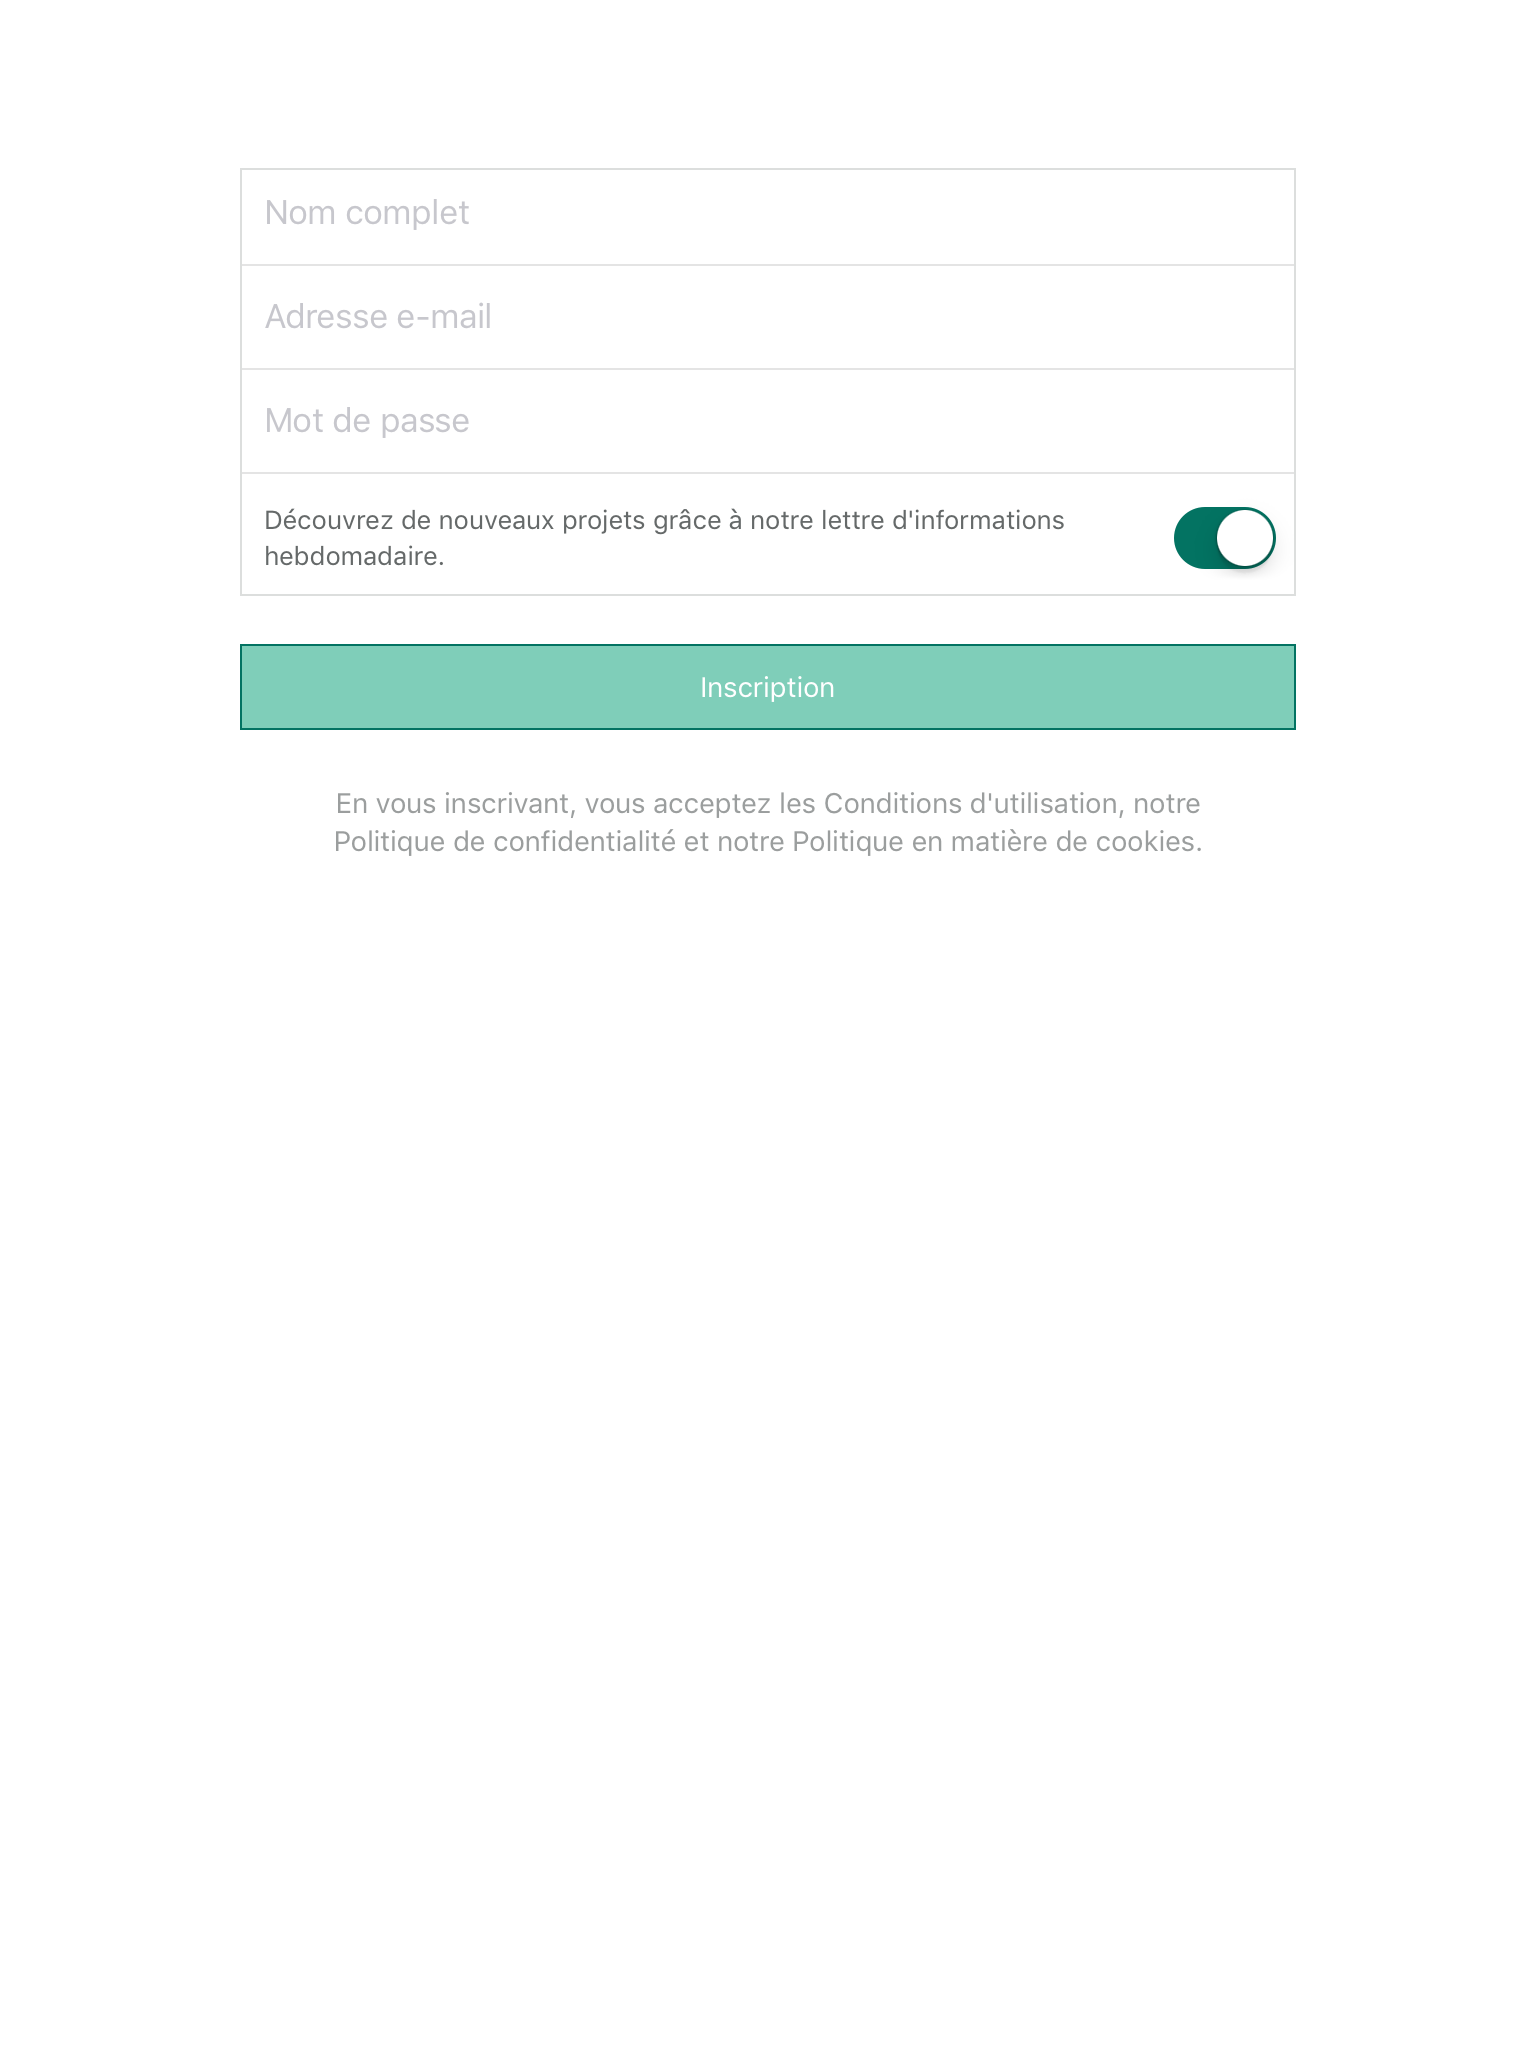 Nom complet
Adresse e-mail
Mot de passe
Découvrez de nouveaux projets grâce à notre lettre d'informations
hebdomadaire.
Inscription
En vous inscrivant, vous acceptez les Conditions d'utilisation, notre
Politique de confidentialité et notre Politique en matière de cookies.